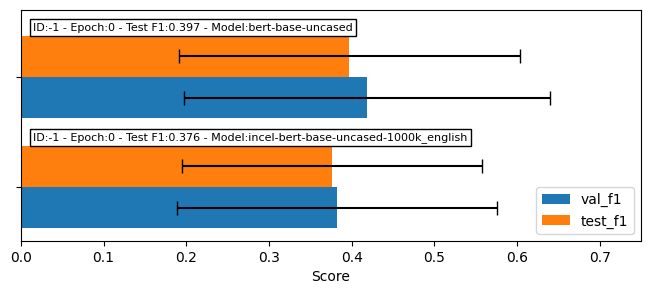 ID:-1 - Epoch:0 - Test F1:0.397 - Model:bert-base-uncased
ID:-1 - Epoch:0 - Test F1:0.376 - Model:incel-bert-base-uncased-1000k_english
val_f1
test_f1
0.0 0.1 0.2 0.3 0.4 0.5 0.6 0.7
Score